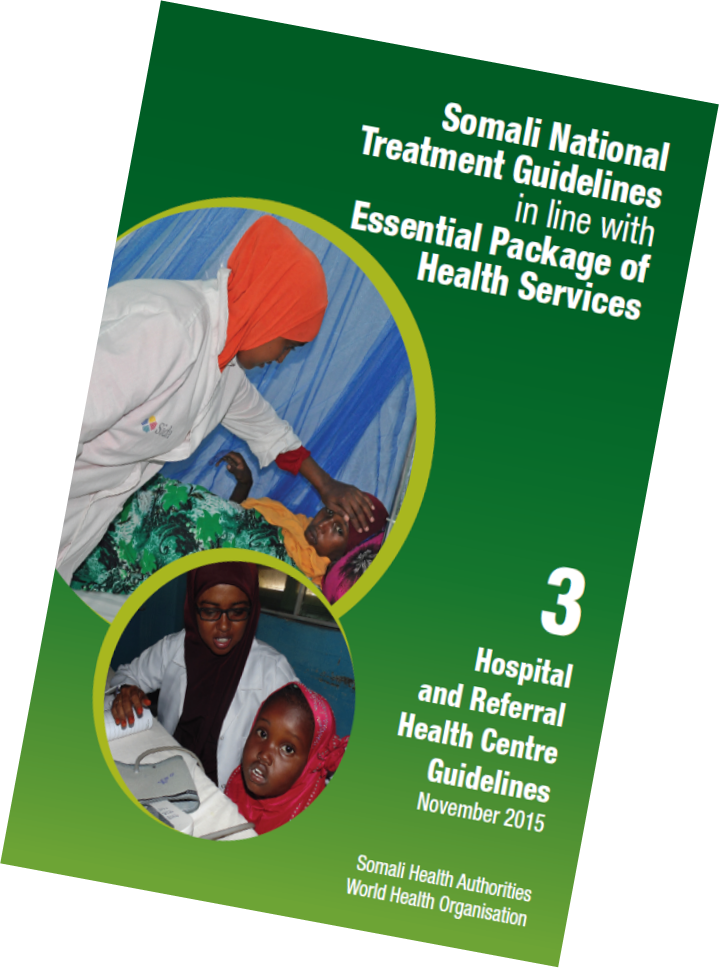 Somali National
Treatment Guidelines
in line with
Essential Package of
Health Services
3
Hospital
and Referral
Health Centre
Guidelines
November 2015
Somali Health Authorities
World Health Organisation